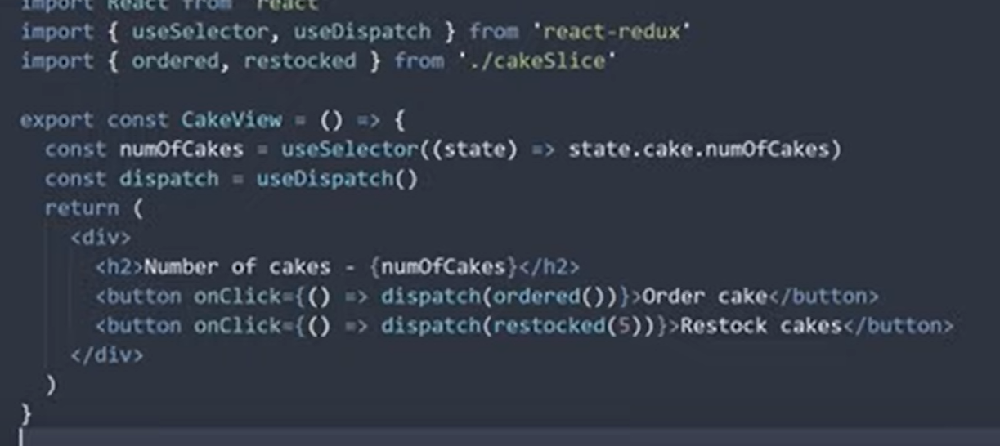 import React from 'react'
import { useSelector, useDispatch } from 'react-redux'
import { ordered, restocked } from './cakeSlice'
export const CakeView = () => {
const numOfCakes = useSelector((state) => state.cake.numOfCakes)
const dispatch = useDispatch()
return (
<div>
<h2>Number of cakes - {numOfCakes}</h2>
<button onClick={() => dispatch(ordered())}>Order cake</button>
<button onClick={() => dispatch(restocked(5))}>Restock cakes</button>
</div>
)
}